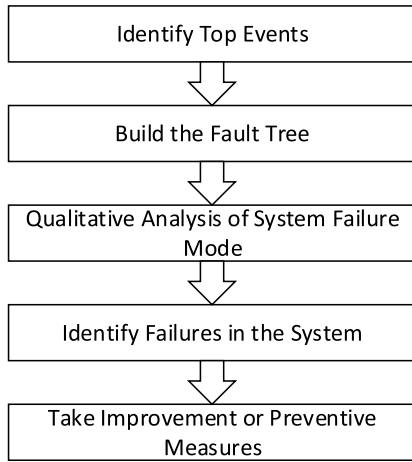 Identify Top Events
Build the Fault Tree
Qualitative Analysis of System Failure
Mode
Identify Failures in the System
Take Improvement or Preventive
Measures